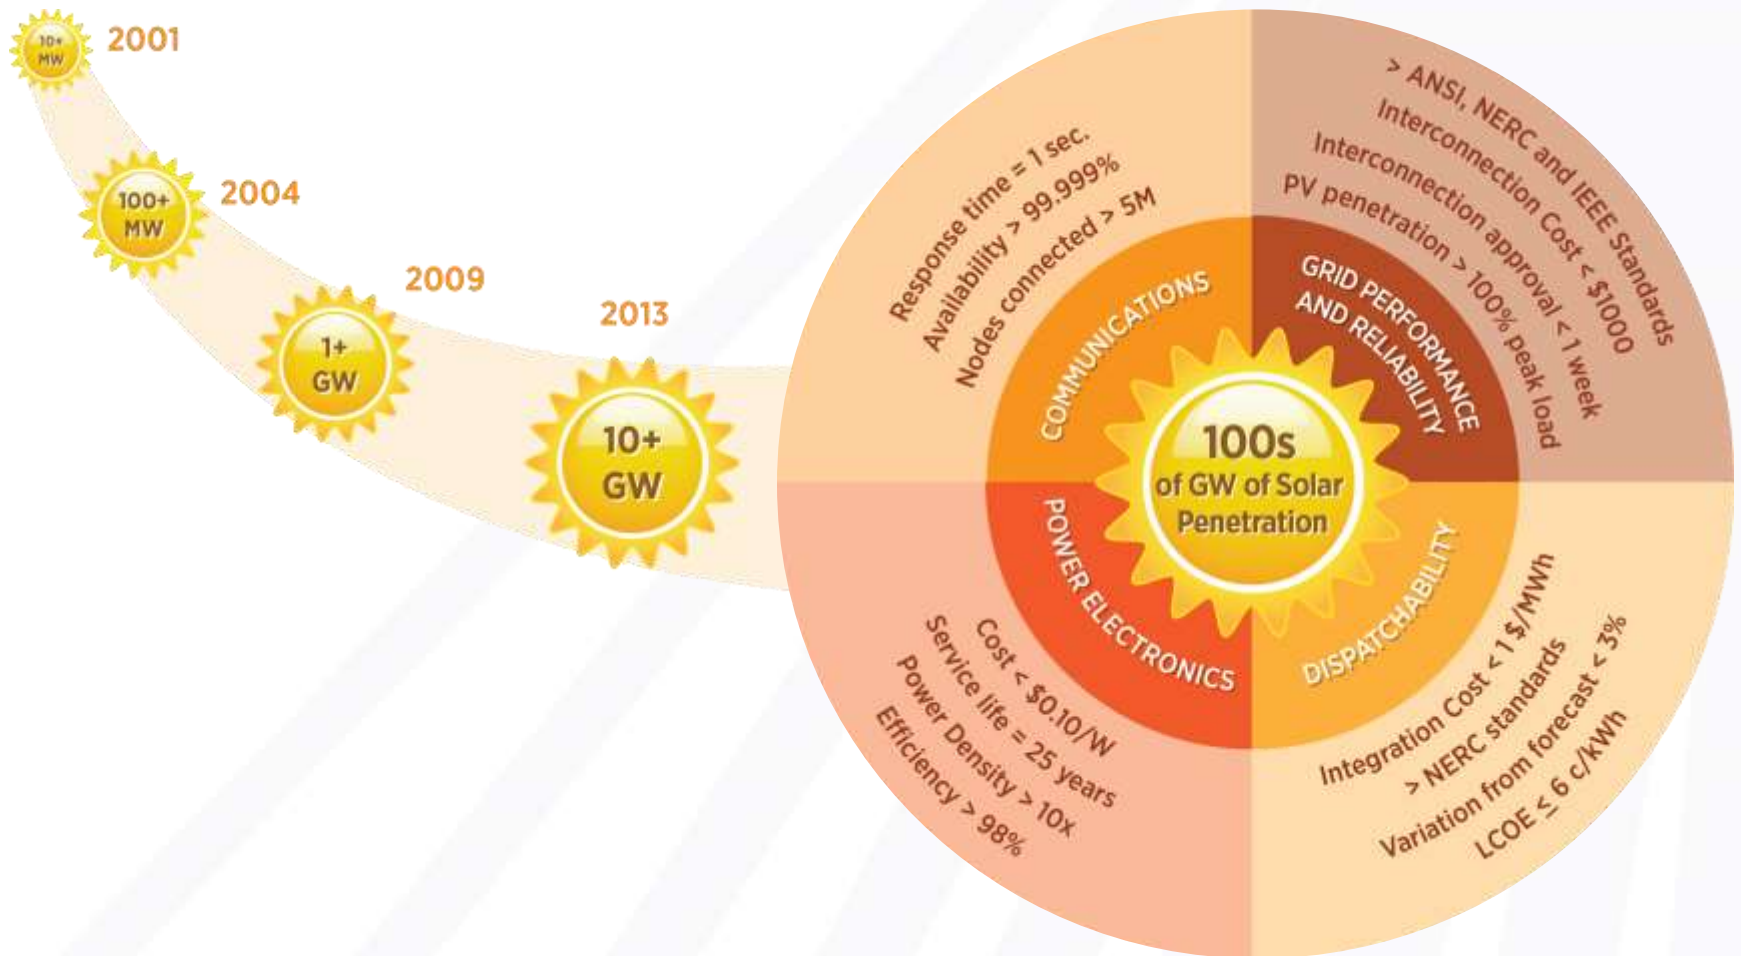 10+
MW
2001
100+
MW
2004
1+
GW
2009
10+
GW
2013
Response time = 1 sec.
Availability > 99.999%
Nodes connected > 5M
COMMUNICATIONS
> ANSI, NERC and IEEE Standards
Interconnection Cost < $1000
Interconnection approval < 1 week
PV penetration > 100% peak load
GRID PERFORMANCE
AND RELIABILITY
100s
of GW of Solar
Penetration
POWER ELECTRONICS
Cost < $0.10/W
Service life = 25 years
Power Density > 10x
Efficiency > 98%
DISPATCHABILITY
Integration Cost < 1 $/MWh
> NERC standards
Variation from forecast < 3%
LCOE ≤ 6 c/kWh